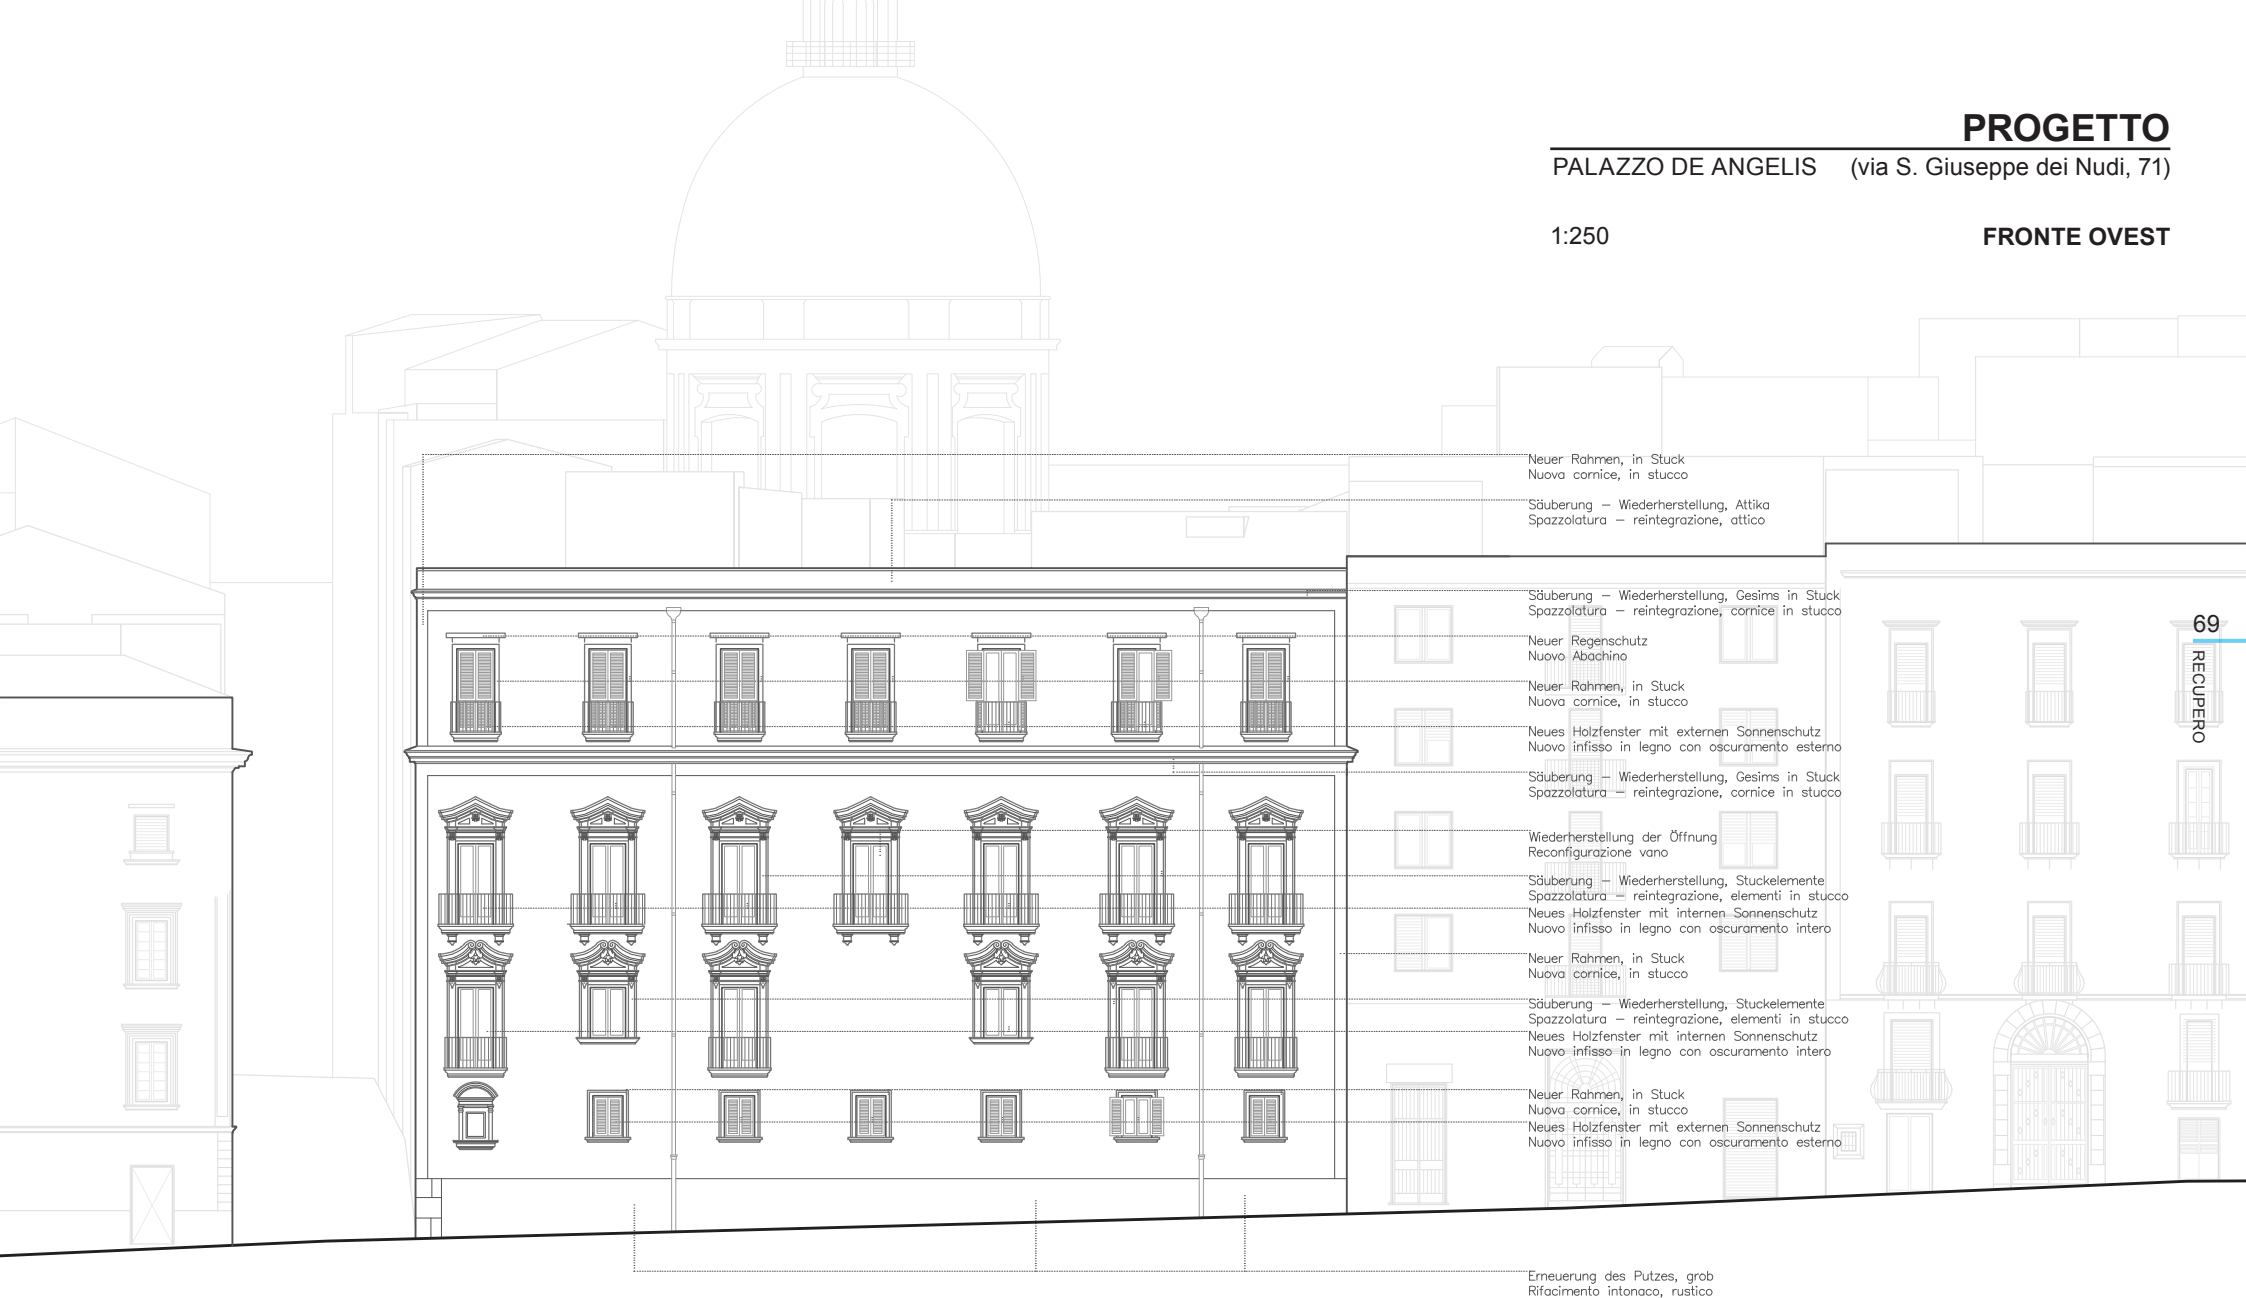 PROGETTO
PALAZZO DE ANGELIS (via S. Giuseppe dei Nudi, 71)
1:250 FRONTE OVEST
Neuer Rahmen, in Stuck
Nuova cornice, in stucco
Säuberung – Wiederherstellung, Attika
Spazzolatura – reintegrazione, attico
Säuberung – Wiederherstellung, Gesims in Stuck
Spazzolatura – reintegrazione, cornice in stucco
Neuer Regenschutz
Nuovo Abachino
Neuer Rahmen, in Stuck
Nuova cornice, in stucco
Neues Holzfenster mit externen Sonnenschutz
Nuovo infisso in legno con oscuramento esterno
Säuberung – Wiederherstellung, Gesims in Stuck
Spazzolatura – reintegrazione, cornice in stucco
Wiederherstellung der Öffnung
Reconfigurazione vano
Säuberung – Wiederherstellung, Stuckelemente
Spazzolatura – reintegrazione, elementi in stucco
Neues Holzfenster mit internen Sonnenschutz
Nuovo infisso in legno con oscuramento intero
Neuer Rahmen, in Stuck
Nuova cornice, in stucco
Säuberung – Wiederherstellung, Stuckelemente
Spazzolatura – reintegrazione, elementi in stucco
Neues Holzfenster mit internen Sonnenschutz
Nuovo infisso in legno con oscuramento intero
Neuer Rahmen, in Stuck
Nuova cornice, in stucco
Neues Holzfenster mit externen Sonnenschutz
Nuovo infisso in legno con oscuramento esterno
Erneuerung des Putzes, grob
Rifacimento intonaco, rustico
69
RECUPERO